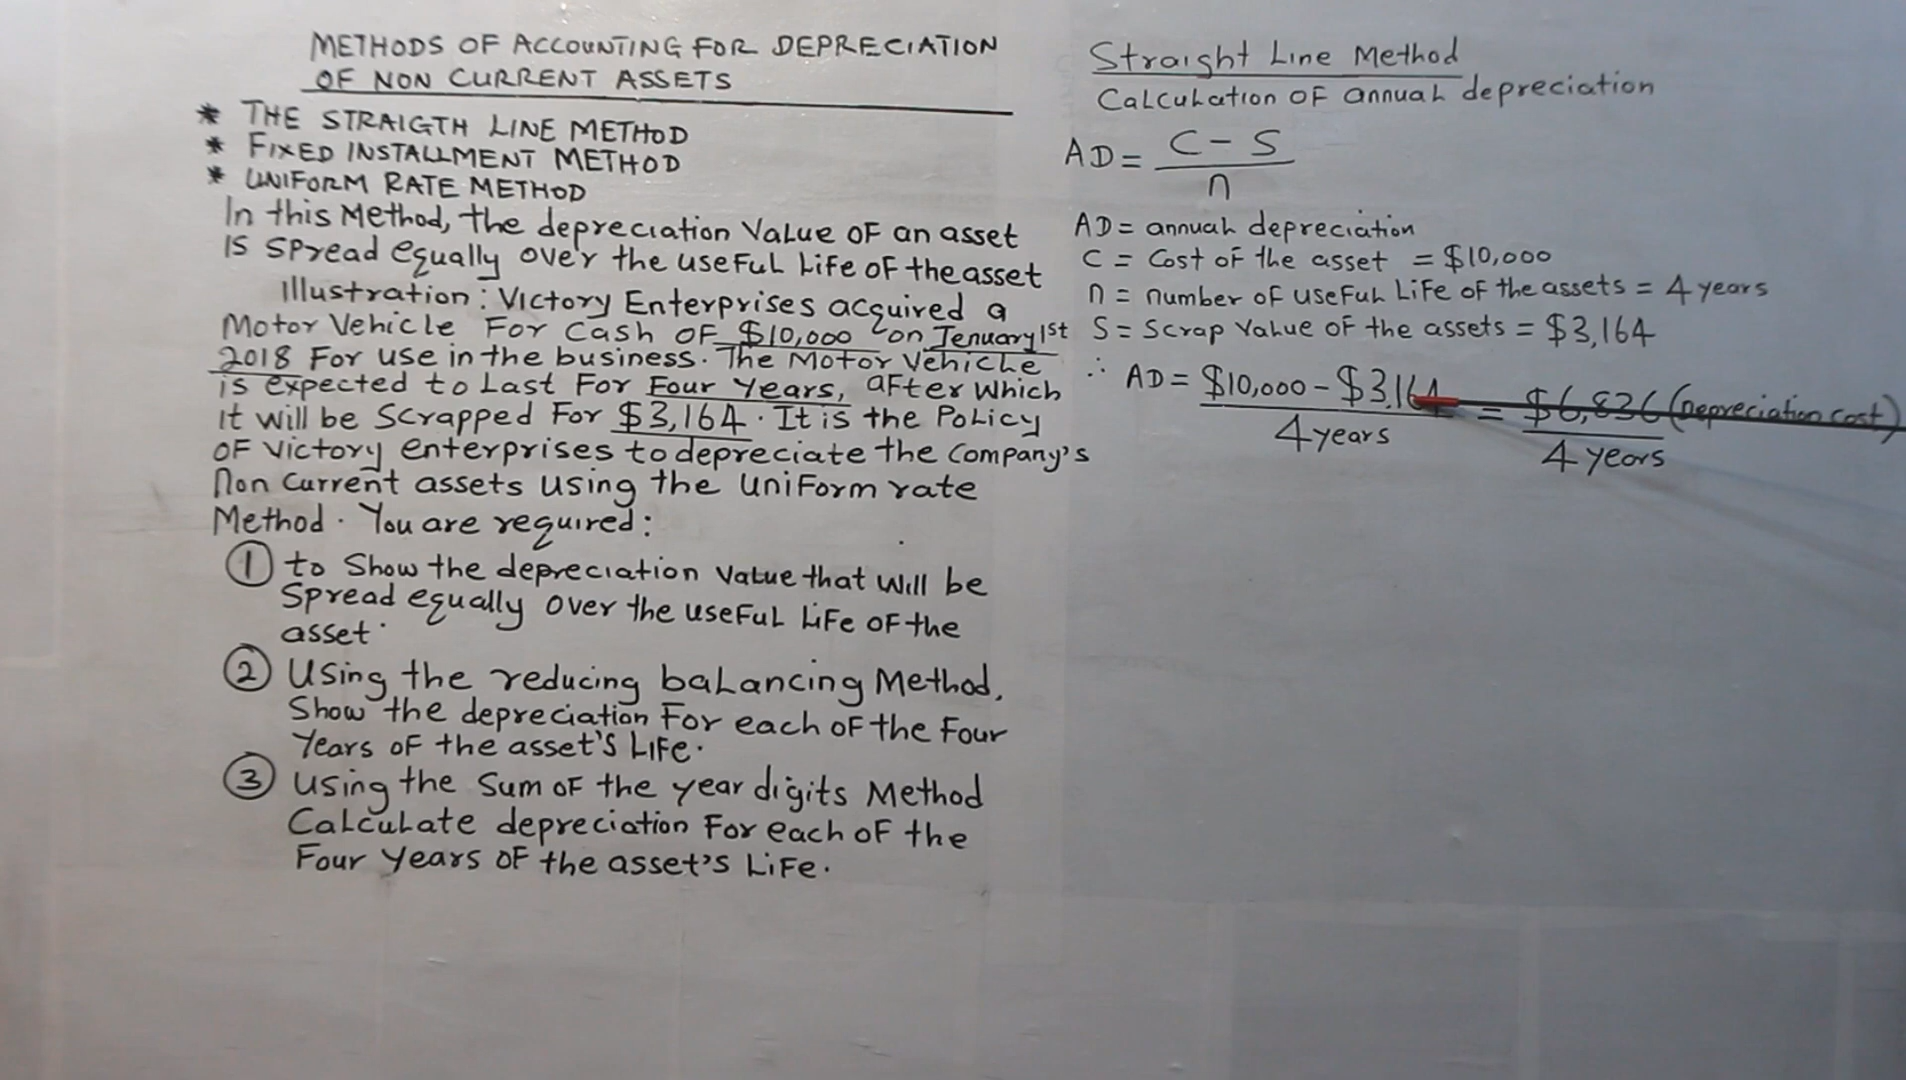 METHODS OF ACCOUNTING FOR DEPRECIATION
OF NON CURRENT ASSETS
* THE STRAIGTH LINE METHOD
* FIXED INSTALLMENT METHOD
* UNIFORM RATE METHOD
In this Method, the depreciation Value OF an asset
is spread equally over the useful Life OF the asset
Illustration: Victory Enterprises acquired a
Motor Vehicle For Cash OF $10,000 on Jenuary 1st
2018 For use in the business. The Motor Vehicle
is expected to Last For Four Years, after which
it will be Scrapped For $3,164. It is the Policy
OF Victory enterprises to depreciate the Company's
Non Current assets using the uniform rate
Method. You are required:
① to Show the depreciation Value that will be
Spread equally over the useful Life OF the
asset.
② Using the reducing balancing Method,
Show the depreciation For each of the Four
Years of the asset's Life.
③ using the Sum OF the year digits Method
Calculate depreciation For each of the
Four years OF the asset's Life.
Straight Line Method
Calculation OF annual depreciation
AD = C - S
n
AD = annual depreciation
C = Cost of the asset = $10,000
n = number of useful Life of the assets = 4 years
S = Scrap Value of the assets = $3,164
∴ AD = $10,000 - $3,164 = $6,836 (Depreciation cost)
4 years 4 years